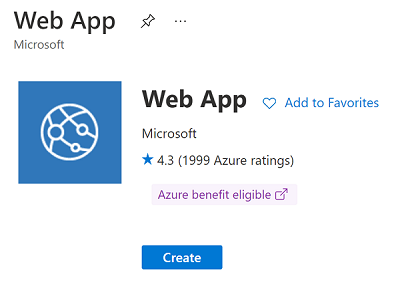 Web App
Microsoft
Web App Add to Favorites
Microsoft
4.3 (1999 Azure ratings)
Azure benefit eligible
Create